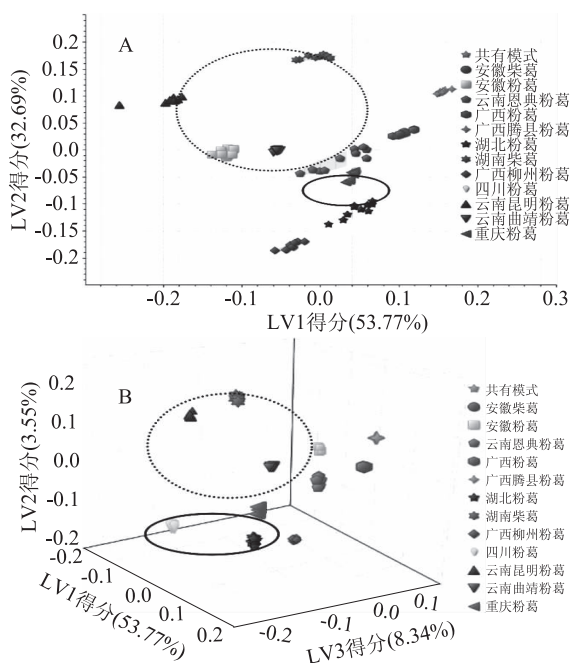 A
LV2得分(32.69%)
0.2
0.15
0.1
0.05
0.0
-0.05
-0.1
-0.15
-0.2
-0.2
-0.1
0.0
0.1
0.2
0.3
LV1得分(53.77%)
共有模式
安徽柴葛
安徽粉葛
云南恩典粉葛
广西粉葛
广西腾县粉葛
湖北粉葛
湖南柴葛
广西柳州粉葛
四川粉葛
云南昆明粉葛
云南曲靖粉葛
重庆粉葛
B
LV2得分(3.55%)
0.2
0.1
0.0
-0.1
-0.2
-0.2
-0.1
0.0
0.1
0.2
LV1得分(53.77%)
-0.2
-0.1
0.0
0.1
LV3得分(8.34%)
共有模式
安徽柴葛
安徽粉葛
云南恩典粉葛
广西粉葛
广西腾县粉葛
湖北粉葛
湖南柴葛
广西柳州粉葛
四川粉葛
云南昆明粉葛
云南曲靖粉葛
重庆粉葛